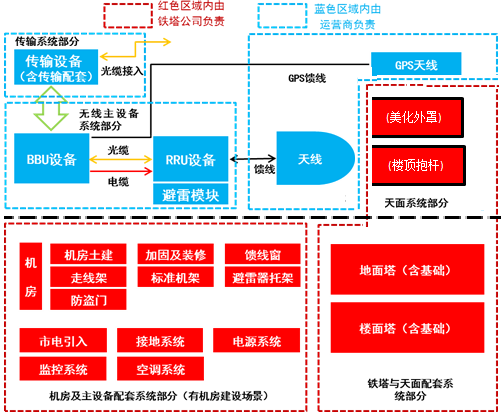 红色区域内由
铁塔公司负责
蓝色区域内由
运营商负责
传输系统部分
传输设备
(含传输配套)
光缆接入
GPS馈线
GPS天线
无线主设备
系统部分
BBU设备
光缆
电缆
RRU设备
避雷模块
馈线
天线
(美化外罩)
(楼顶抱杆)
天面系统部分
机房
机房土建
加固及装修
馈线窗
走线架
标准机架
避雷器托架
防盗门
市电引入
接地系统
电源系统
监控系统
空调系统
机房及主设备配套系统部分（有机房建设场景）
地面塔（含基础）
楼面塔（含基础）
铁塔与天面配套系
统部分